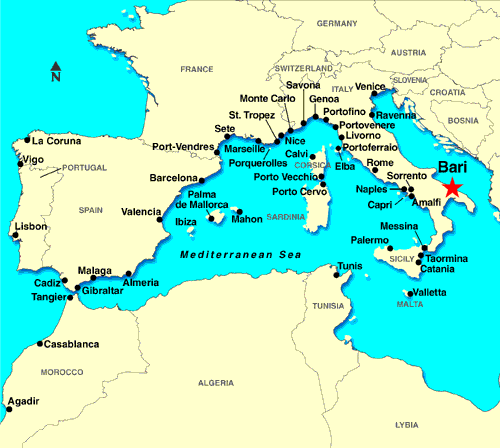 GERMANY
AUSTRIA
SWITZERLAND
FRANCE
SLOVENIA
Savona
ITALY
Venice
CROATIA
Monte Carlo
Genoa
N
St. Tropez
Portofino
Ravenna
BOSNIA
Sete
Portovenere
La Coruna
Nice
Livorno
Port-Vendres
Marseille
Calvi
Portoferraio
Vigo
Porquerolles
CORSICA
Elba
Bari
PORTUGAL
Rome
Barcelona
Porto Vecchio
Sorrento
Palma
de Mallorca
Porto Cervo
Naples
SPAIN
Capri
Amalfi
Valencia
Ibiza
Mahon
SARDINIA
Lisbon
Messina
Palermo
Mediterranean Sea
SICILY
Taormina
Malaga
Tunis
Catania
Cadiz
Almeria
Gibraltar
Tangier
Valletta
TUNISIA
MALTA
Casablanca
MOROCCO
ALGERIA
Agadir
LYBIA